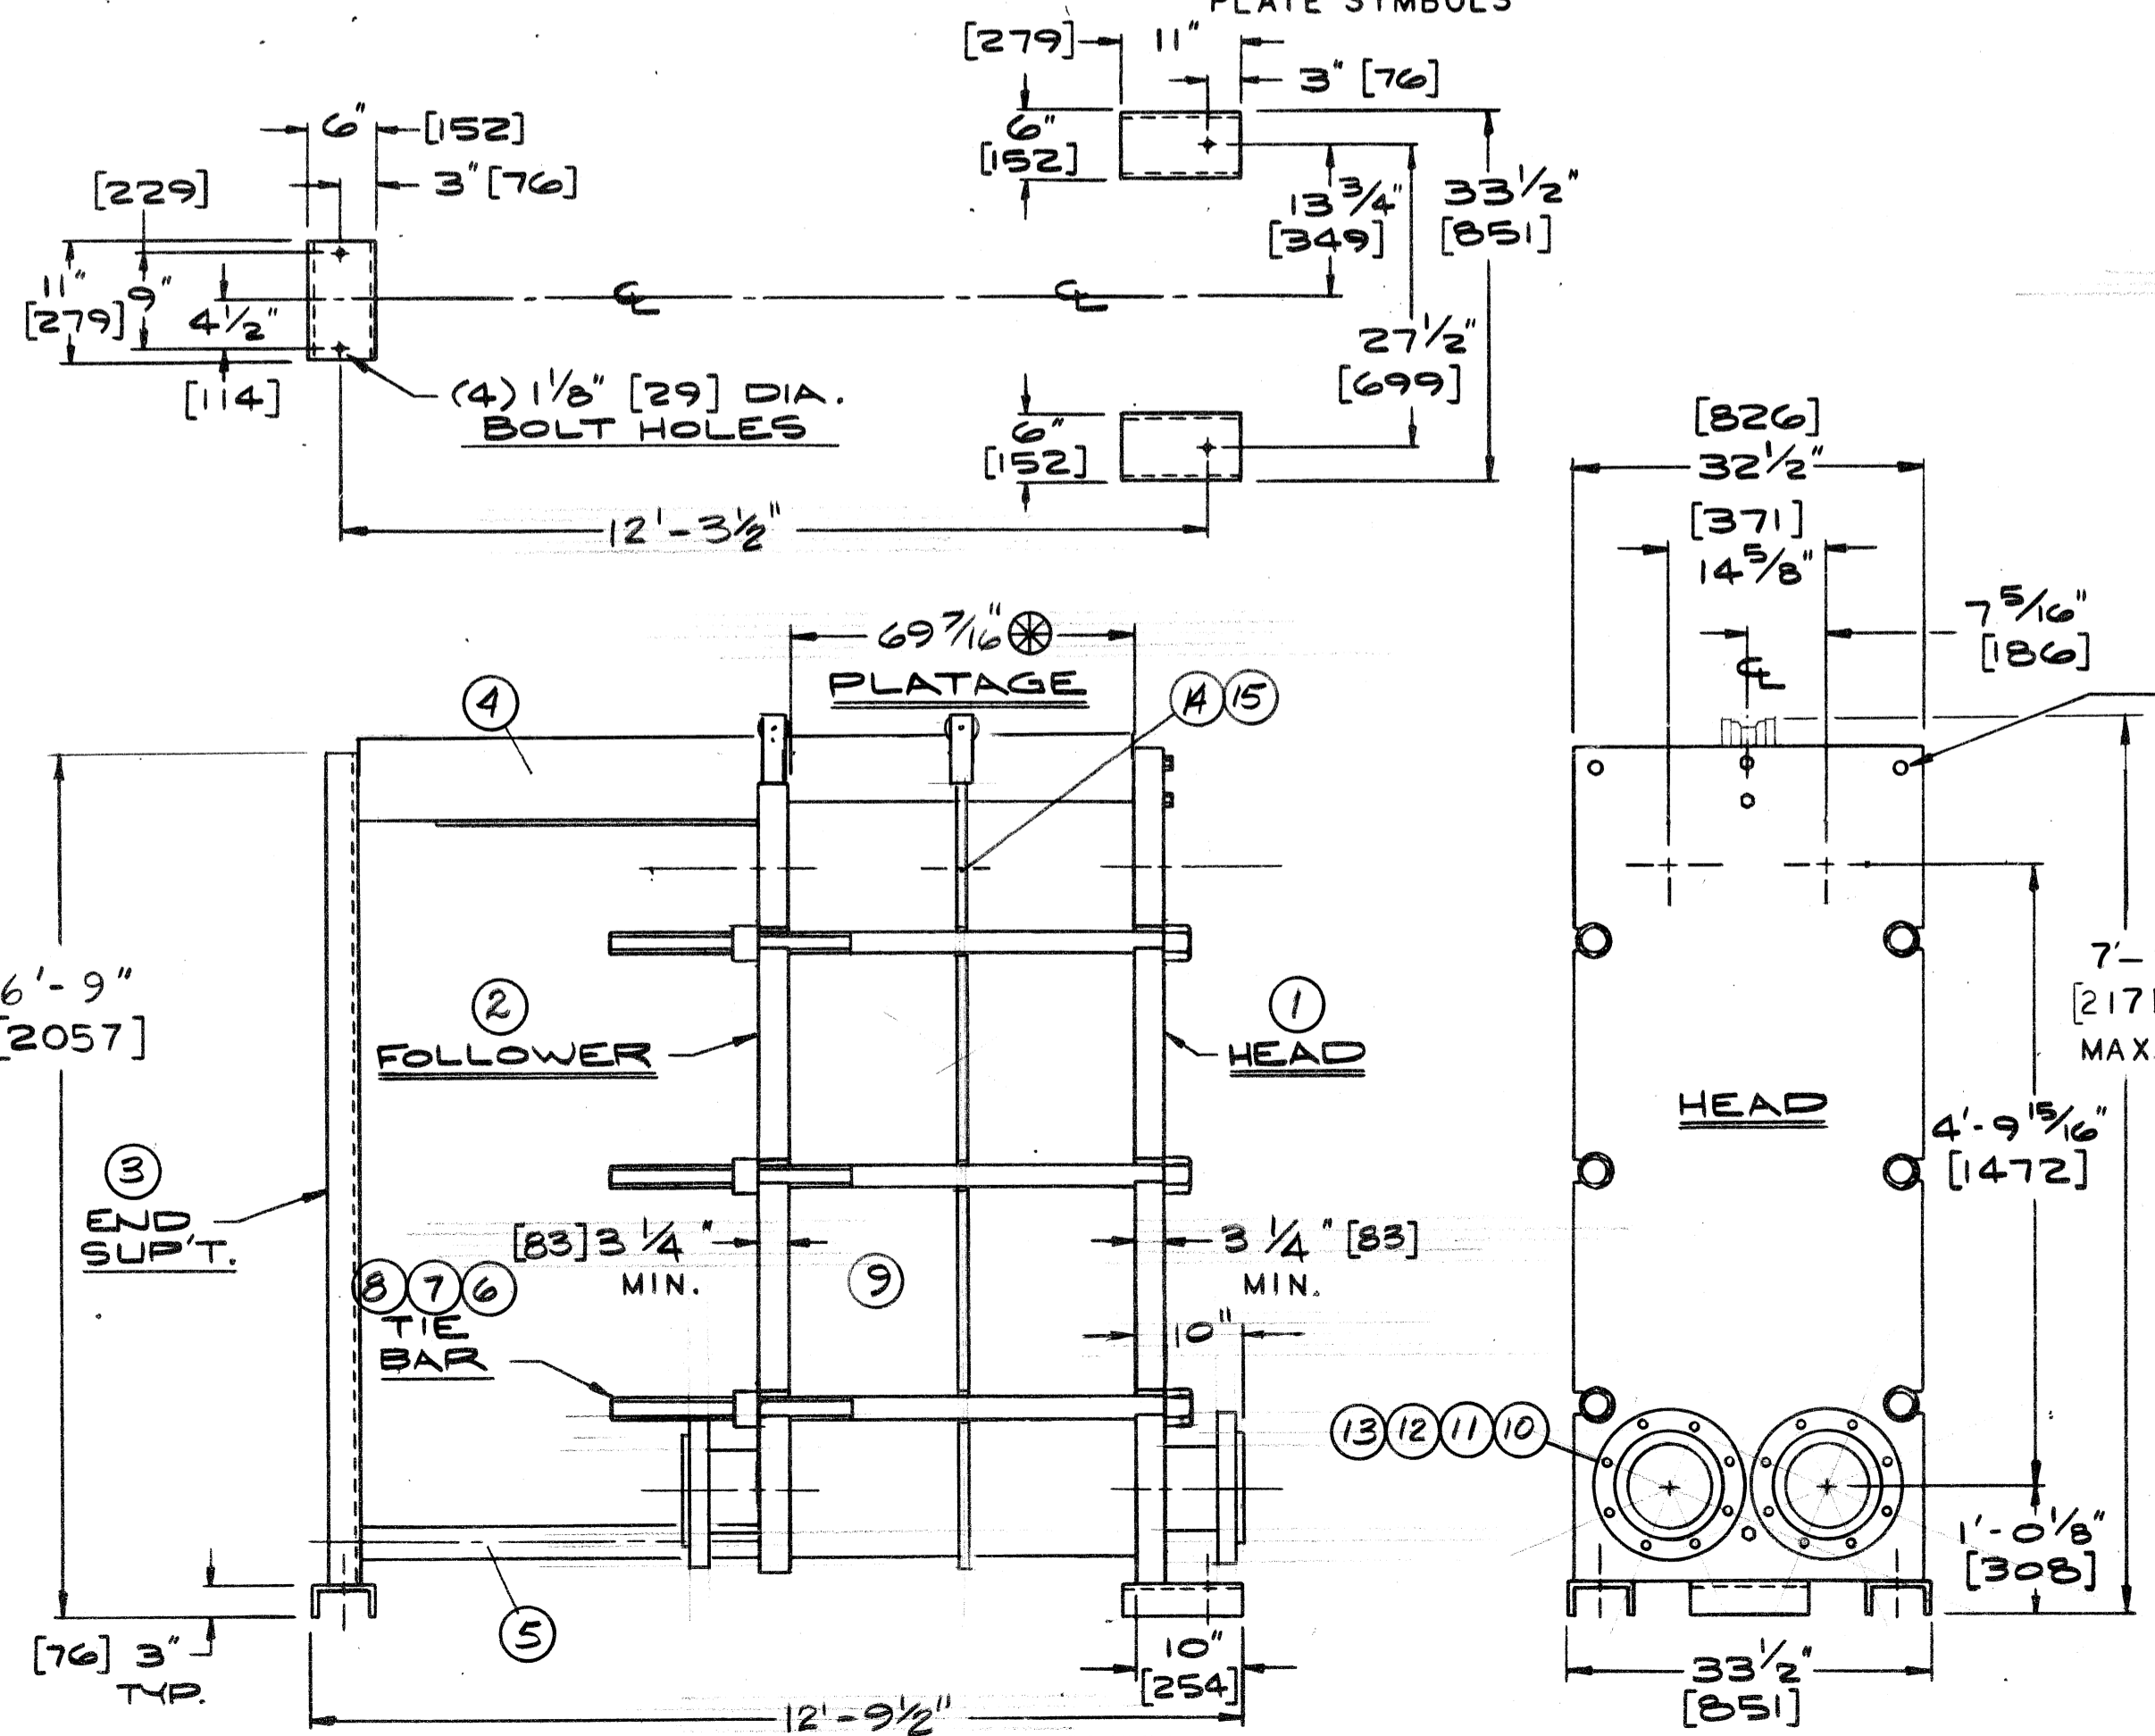 PLATE SYMBOLS
[279] 11"
3" [76]
6" [152]
6"
[152]
[229]
3" [76]
13 3/4"
[349]
33 1/2"
[851]
11"
[279]
9"
4 1/2"
[114]
27 1/2"
[699]
(4) 1 1/8" [29] DIA.
BOLT HOLES
6"
[152]
12'-3 1/2"
[826]
32 1/2"
[371]
14 5/8"
7 5/16"
[186]
69 7/16"
PLATAGE
4
14 15
6'-9"
[2057]
2
FOLLOWER
1
HEAD
7'-
[217
MAX.
HEAD
4'-9 15/16"
[1472]
3
END
SUP'T.
[83] 3 1/4"
MIN.
9
3 1/4" [83]
MIN.
8 7 6
TIE
BAR
10"
13 12 11 10
1'-0 1/8"
[308]
5
[76] 3"
TYP.
10"
[254]
33 1/2"
[851]
12'-9 1/2"